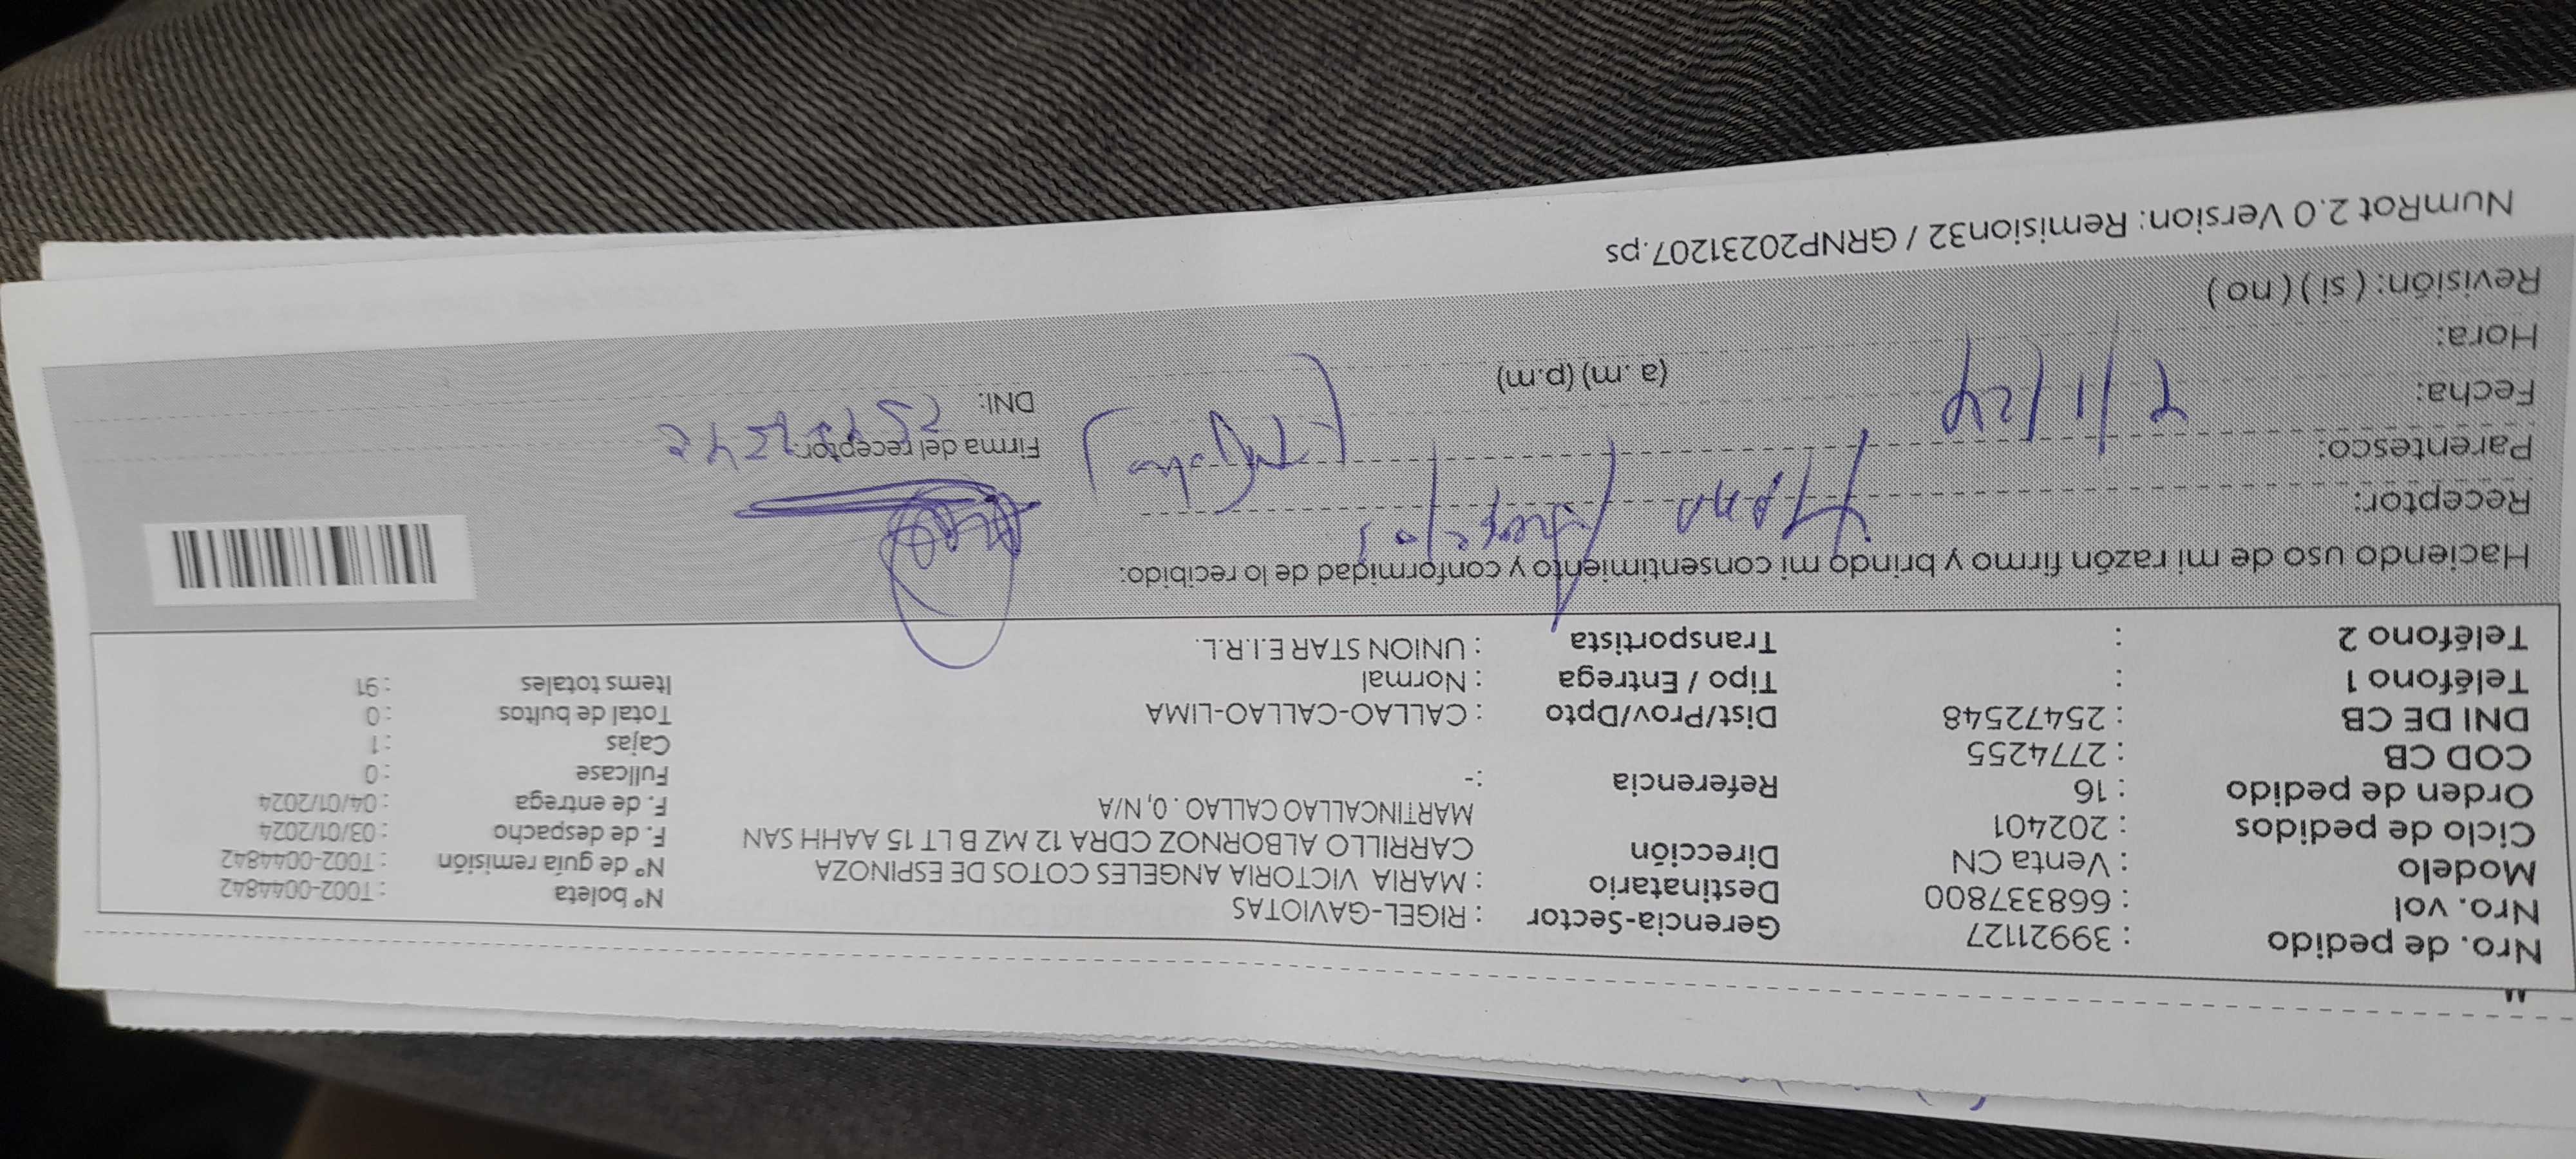 Nro. de pedido : 39921127 Gerencia-Sector : RIGEL-GAVIOTAS Nº boleta : T002-0044842
Nro. vol : 668337800 Destinatario : MARIA VICTORIA ANGELES COTOS DE ESPINOZA Nº de guía remisión : T002-0044842
Modelo : Venta CN Dirección CARRILLO ALBORNOZ CDRA 12 MZ B LT 15 AAHH SAN F. de despacho : 03/01/2024
Ciclo de pedidos : 202401 MARTINCALLAO CALLAO . 0, N/A F. de entrega : 04/01/2024
Orden de pedido : 16 Referencia :- Fullcase : 0
COD CB : 2774255 Cajas : 1
DNI DE CB : 25472548 Dist/Prov/Dpto : CALLAO-CALLAO-LIMA Total de bultos : 0
Teléfono 1 : Tipo / Entrega : Normal Items totales : 91
Teléfono 2 : Transportista : UNION STAR E.I.R.L.
Haciendo uso de mi razón firmo y brindo mi consentimiento y conformidad de lo recibido:
Receptor:
Parentesco: Firma del receptor
Fecha: DNI:
Hora: (a .m) (p.m)
Revisión: ( si ) ( no )
NumRot 2.0 Version: Remision32 / GRNP20231207.ps